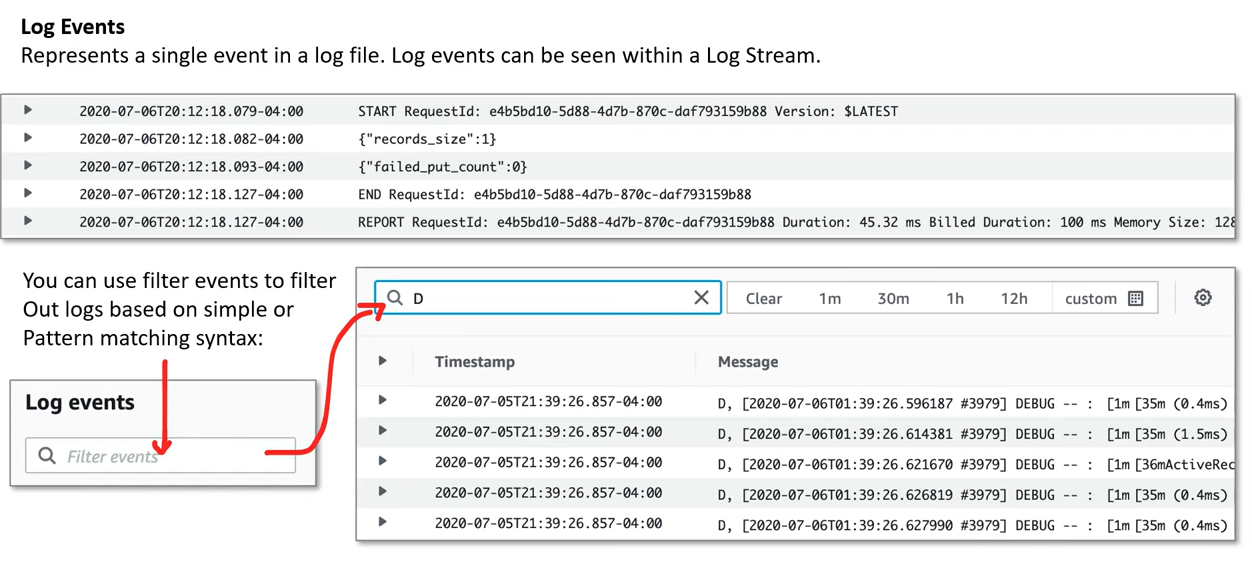 Log Events
Represents a single event in a log file. Log events can be seen within a Log Stream.
2020-07-06T20:12:18.079-04:00 START RequestId: e4b5bd10-5d88-4d7b-870c-daf793159b88 Version: $LATEST
2020-07-06T20:12:18.082-04:00 {"records_size":1}
2020-07-06T20:12:18.093-04:00 {"failed_put_count":0}
2020-07-06T20:12:18.127-04:00 END RequestId: e4b5bd10-5d88-4d7b-870c-daf793159b88
2020-07-06T20:12:18.127-04:00 REPORT RequestId: e4b5bd10-5d88-4d7b-870c-daf793159b88 Duration: 45.32 ms Billed Duration: 100 ms Memory Size: 128
You can use filter events to filter
Out logs based on simple or
Pattern matching syntax:
Log events
Filter events
D Clear 1m 30m 1h 12h custom
Timestamp Message
2020-07-05T21:39:26.857-04:00 D, [2020-07-06T01:39:26.596187 #3979] DEBUG -- : [1m [35m (0.4ms)
2020-07-05T21:39:26.857-04:00 D, [2020-07-06T01:39:26.614381 #3979] DEBUG -- : [1m [35m (1.5ms)
2020-07-05T21:39:26.857-04:00 D, [2020-07-06T01:39:26.621670 #3979] DEBUG -- : [1m [36mActiveRec
2020-07-05T21:39:26.857-04:00 D, [2020-07-06T01:39:26.626819 #3979] DEBUG -- : [1m [35m (0.4ms)
2020-07-05T21:39:26.857-04:00 D, [2020-07-06T01:39:26.627990 #3979] DEBUG -- : [1m [35m (0.4ms)